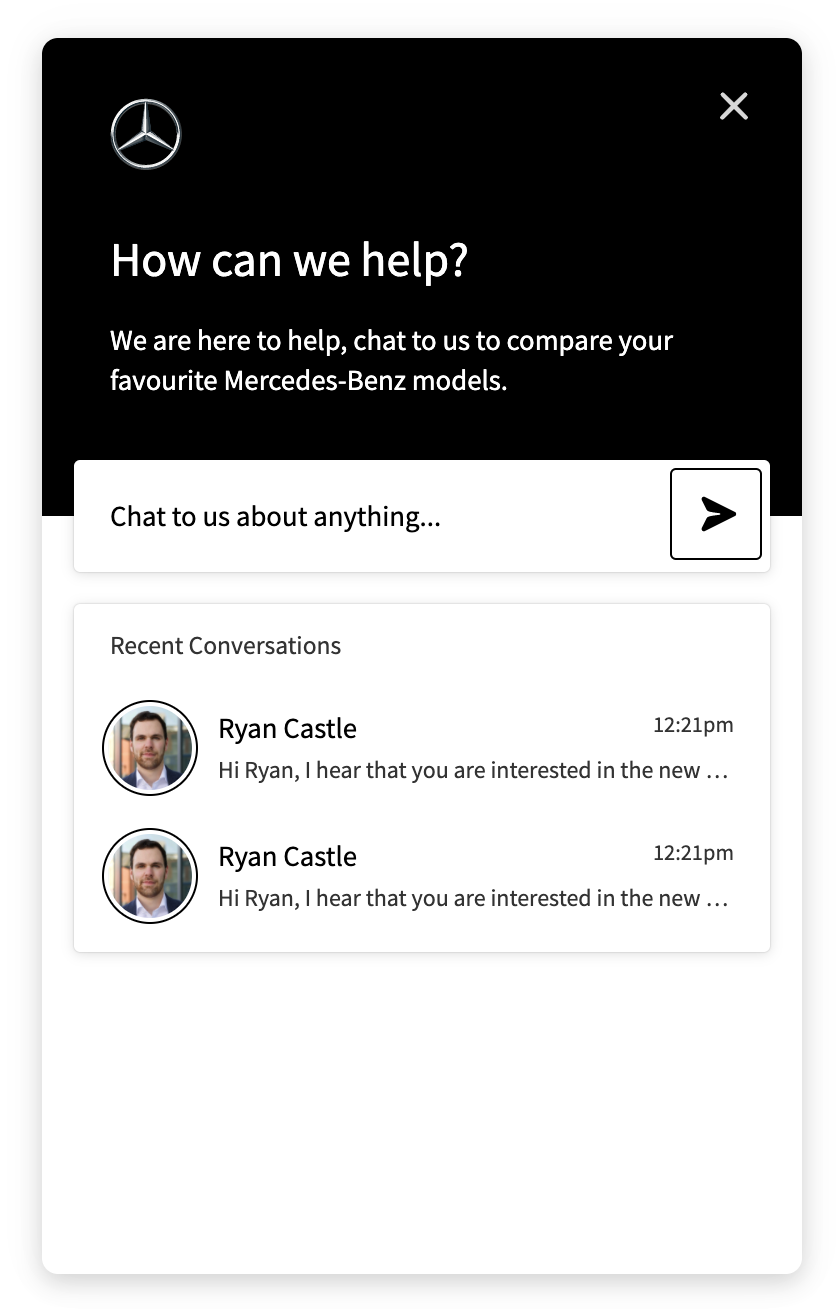 How can we help?
We are here to help, chat to us to compare your
favourite Mercedes-Benz models.
Chat to us about anything...
Recent Conversations
Ryan Castle
12:21pm
Hi Ryan, I hear that you are interested in the new …
Ryan Castle
12:21pm
Hi Ryan, I hear that you are interested in the new …